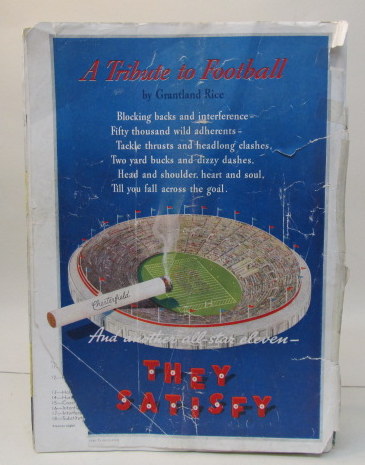 A Tribute to Football
by Grantland Rice
Blocking backs and interference—
Fifty thousand wild adherents—
Tackle thrusts and headlong clashes,
Two yard bucks and dizzy dashes,
Head and shoulder, heart and soul,
Till you fall across the goal.
Chesterfield
And another all-star eleven—
THEY
SATISFY